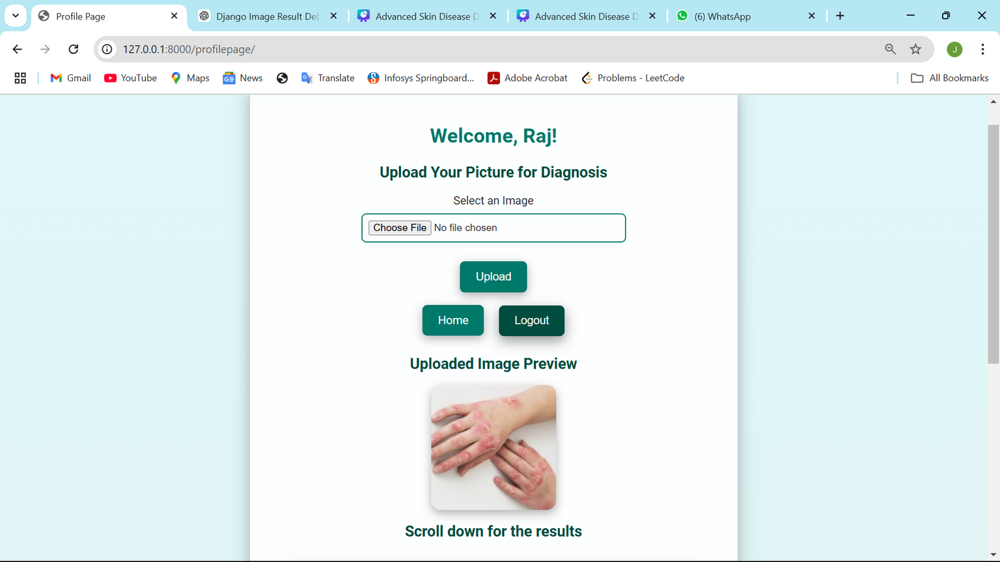 Profile Page
Django Image Result Deb
Advanced Skin Disease D
Advanced Skin Disease D
(6) WhatsApp
127.0.0.1:8000/profilepage/
J
Gmail
YouTube
Maps
News
Translate
Infosys Springboard...
Adobe Acrobat
Problems - LeetCode
All Bookmarks
Welcome, Raj!
Upload Your Picture for Diagnosis
Select an Image
Choose File No file chosen
Upload
Home
Logout
Uploaded Image Preview
Scroll down for the results